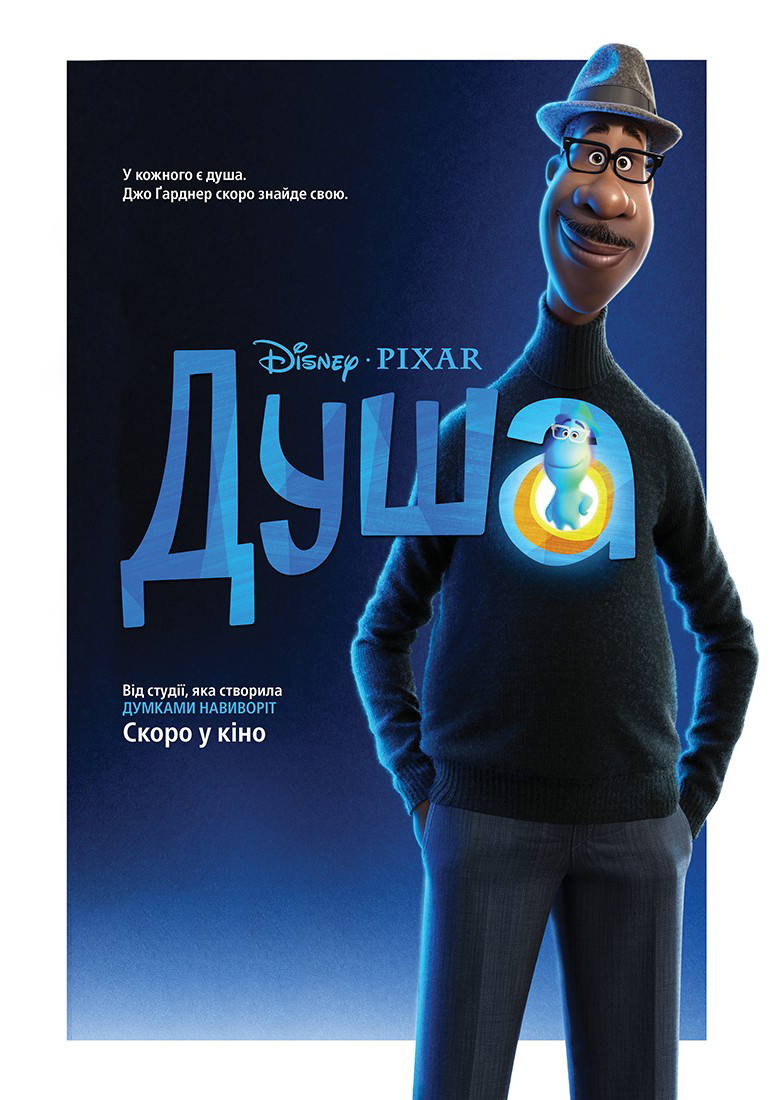 У кожного є душа.
Джо Ґарднер скоро знайде свою.
Disney · PIXAR
Душа
Від студії, яка створила
ДУМКАМИ НАВИВОРІТ
Скоро у кіно